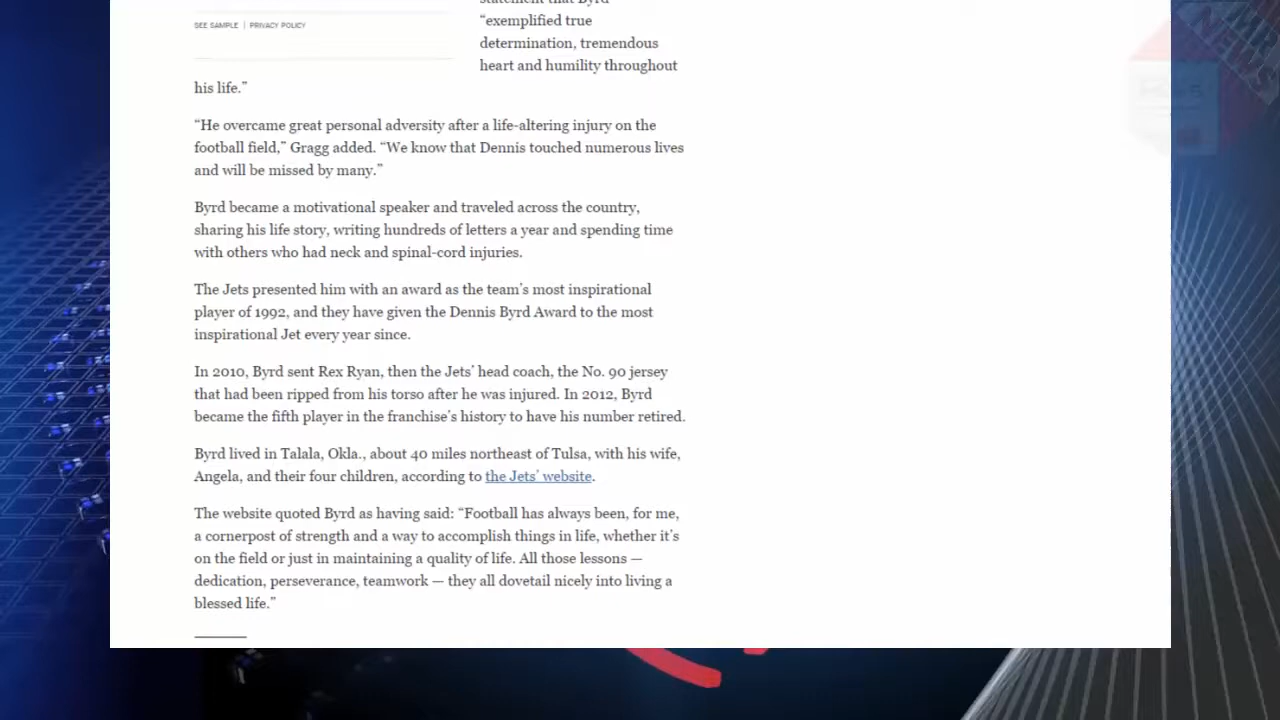 SEE SAMPLE | PRIVACY POLICY
statement that Byrd
“exemplified true
determination, tremendous
heart and humility throughout
his life.”
“He overcame great personal adversity after a life-altering injury on the
football field,” Gragg added. “We know that Dennis touched numerous lives
and will be missed by many.”
Byrd became a motivational speaker and traveled across the country,
sharing his life story, writing hundreds of letters a year and spending time
with others who had neck and spinal-cord injuries.
The Jets presented him with an award as the team’s most inspirational
player of 1992, and they have given the Dennis Byrd Award to the most
inspirational Jet every year since.
In 2010, Byrd sent Rex Ryan, then the Jets’ head coach, the No. 90 jersey
that had been ripped from his torso after he was injured. In 2012, Byrd
became the fifth player in the franchise’s history to have his number retired.
Byrd lived in Talala, Okla., about 40 miles northeast of Tulsa, with his wife,
Angela, and their four children, according to the Jets’ website.
The website quoted Byrd as having said: “Football has always been, for me,
a cornerpost of strength and a way to accomplish things in life, whether it’s
on the field or just in maintaining a quality of life. All those lessons —
dedication, perseverance, teamwork — they all dovetail nicely into living a
blessed life.”